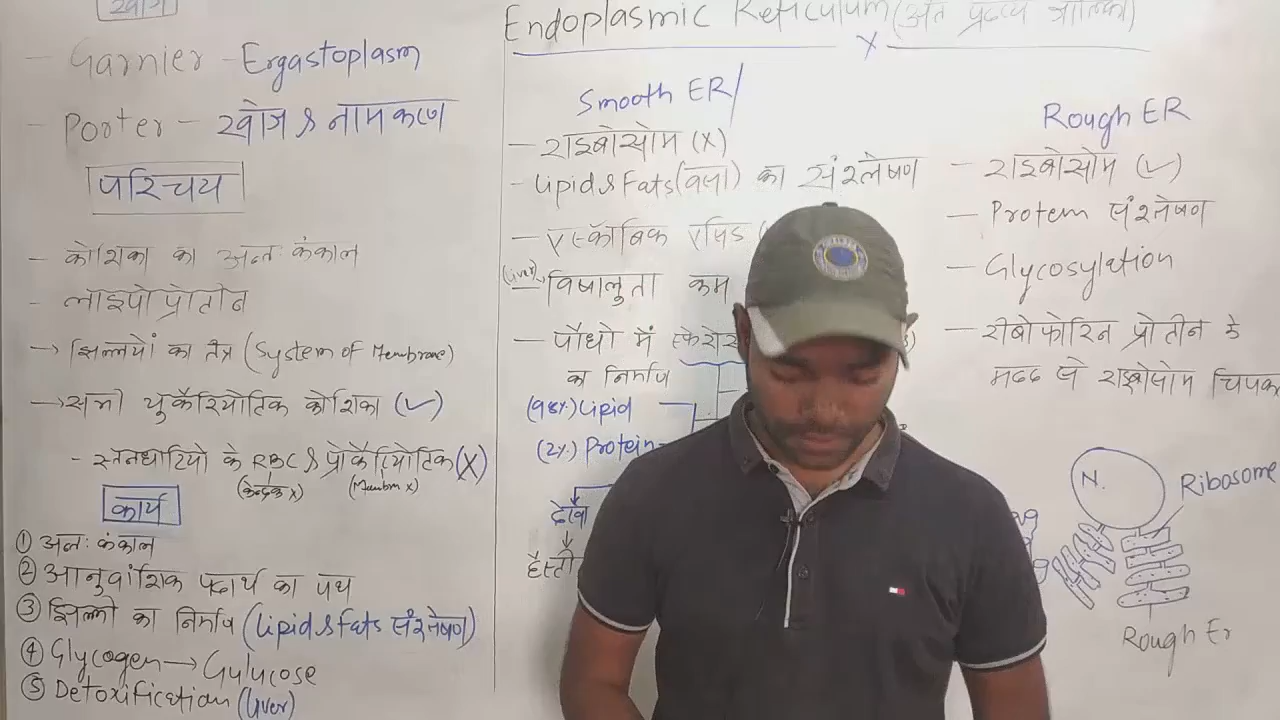 खोज
- Garnier - Ergastoplasm
- Porter - खोज & नामकरण
परिचय
- कोशिका का अन्तः कंकाल
- लाइपोप्रोटीन
→ झिल्लियों का तंत्र (System of Membrane)
→ सभी युकैरियोटिक कोशिका (✓)
- स्तनधारियो के RBC & प्रोकैरियोटिक (X)
(केन्द्रक X)
कार्य
① अन्तः कंकाल
② आनुवांशिक पदार्थ का पथ
③ झिल्ली का निर्माण (Lipid & Fats संश्लेषण)
④ Glycogen → Gulucose
⑤ Detoxification (Liver)
Endoplasmic Reticulum (अंतः प्रद्रव्य जालिका)
Smooth ER
- राइबोसोम (X)
- Lipid & Fats (वसा) का संश्लेषण
- एस्कॉर्बिक एसिड
(Liver) - विषालुता कम
- पौधो में
का निर्माण
(98%) Lipid
(2%) Protein
Rough ER
- राइबोसोम (✓)
- Protein संश्लेषण
- Glycosylation
- रीबोफोरिन प्रोटीन के
मदद से राइबोसोम चिपक
N.
Ribosome
Rough Er